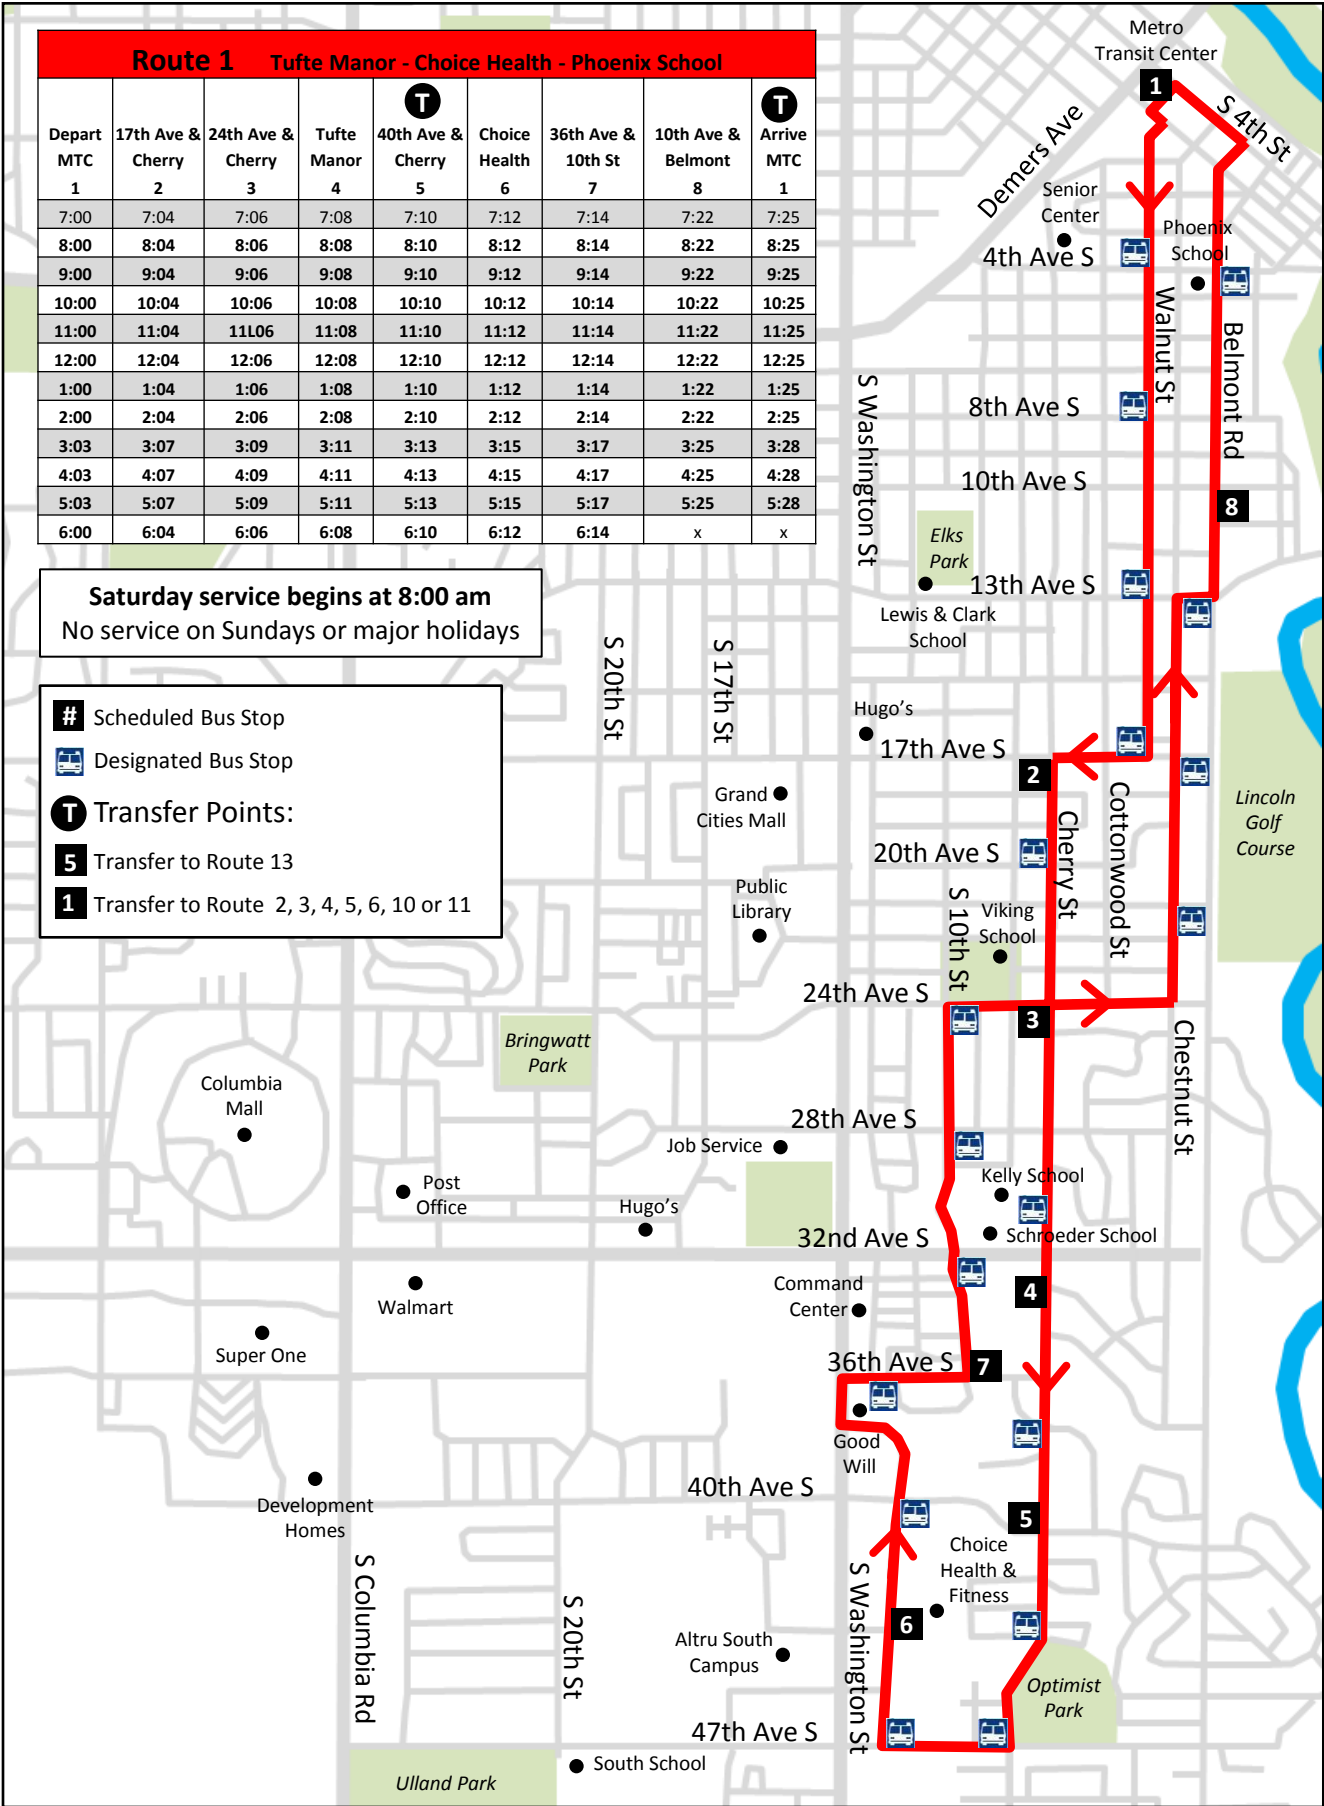 Route 1 Tufte Manor - Choice Health - Phoenix School
T T
Depart 17th Ave & 24th Ave & Tufte 40th Ave & Choice 36th Ave & 10th Ave & Arrive
MTC Cherry Cherry Manor Cherry Health 10th St Belmont MTC
1 2 3 4 5 6 7 8 1
7:00 7:04 7:06 7:08 7:10 7:12 7:14 7:22 7:25
8:00 8:04 8:06 8:08 8:10 8:12 8:14 8:22 8:25
9:00 9:04 9:06 9:08 9:10 9:12 9:14 9:22 9:25
10:00 10:04 10:06 10:08 10:10 10:12 10:14 10:22 10:25
11:00 11:04 11L06 11:08 11:10 11:12 11:14 11:22 11:25
12:00 12:04 12:06 12:08 12:10 12:12 12:14 12:22 12:25
1:00 1:04 1:06 1:08 1:10 1:12 1:14 1:22 1:25
2:00 2:04 2:06 2:08 2:10 2:12 2:14 2:22 2:25
3:03 3:07 3:09 3:11 3:13 3:15 3:17 3:25 3:28
4:03 4:07 4:09 4:11 4:13 4:15 4:17 4:25 4:28
5:03 5:07 5:09 5:11 5:13 5:15 5:17 5:25 5:28
6:00 6:04 6:06 6:08 6:10 6:12 6:14 x x
Saturday service begins at 8:00 am
No service on Sundays or major holidays
# Scheduled Bus Stop
Designated Bus Stop
T Transfer Points:
5 Transfer to Route 13
1 Transfer to Route 2, 3, 4, 5, 6, 10 or 11
Metro
Transit Center
1
S 4th St
Demers Ave
Senior
Center
Phoenix
School
4th Ave S
Walnut St
Belmont Rd
S Washington St
8th Ave S
10th Ave S
8
Elks
Park
13th Ave S
Lewis & Clark
School
S 20th St
S 17th St
Hugo's
17th Ave S
2
Grand
Cities Mall
Cherry St
Cottonwood St
Lincoln
Golf
Course
20th Ave S
Public
Library
S 10th St
Viking
School
24th Ave S
3
Bringwatt
Park
Chestnut St
Columbia
Mall
28th Ave S
Job Service
Kelly School
Post
Office
Hugo's
32nd Ave S
Schroeder School
Command
Center
4
Walmart
Super One
36th Ave S
7
Good
Will
40th Ave S
Development
Homes
5
Choice
Health &
Fitness
S Columbia Rd
S 20th St
S Washington St
6
Altru South
Campus
Optimist
Park
47th Ave S
South School
Ulland Park